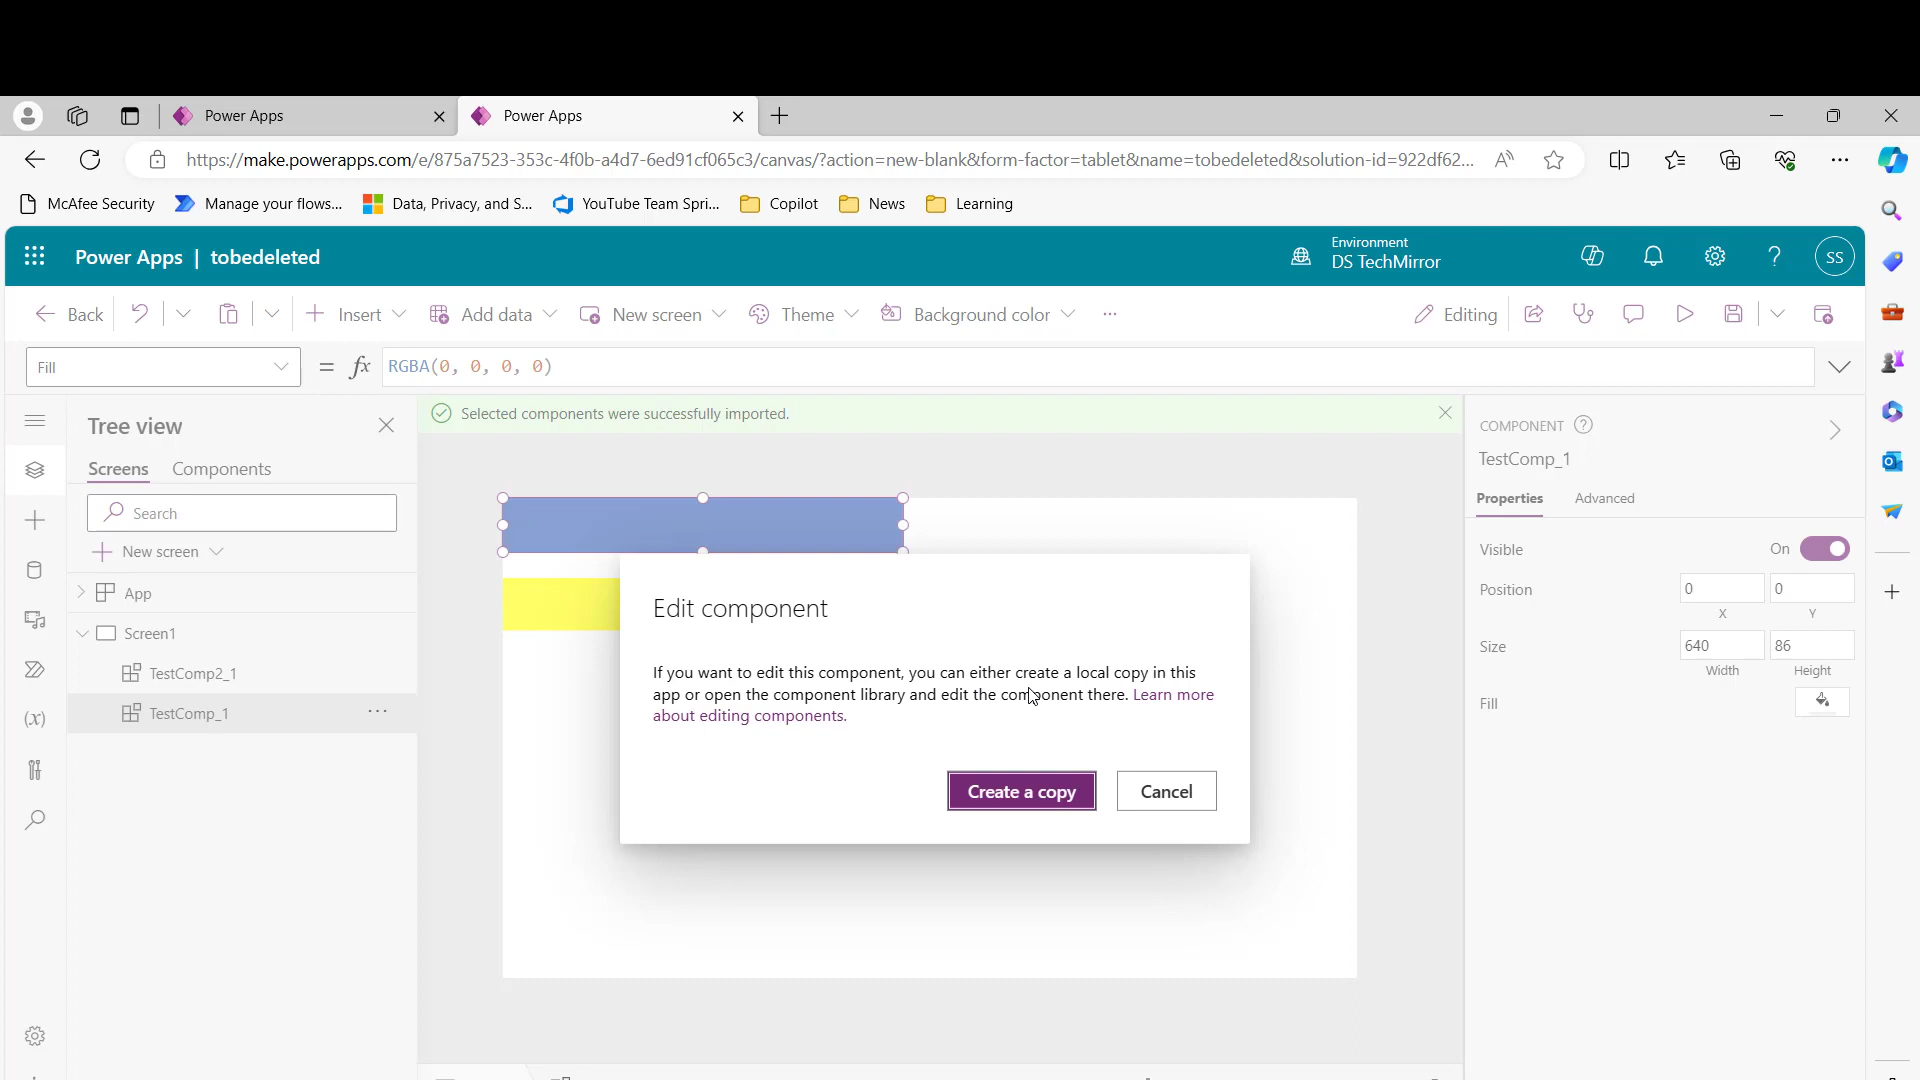 Power Apps
Power Apps
https://make.powerapps.com/e/875a7523-353c-4f0b-a4d7-6ed91cf065c3/canvas/?action=new-blank&form-factor=tablet&name=tobedeleted&solution-id=922df62...
McAfee Security
Manage your flows...
Data, Privacy, and S...
YouTube Team Spri...
Copilot
News
Learning
Power Apps | tobedeleted
Environment
DS TechMirror
SS
Back
Insert
Add data
New screen
Theme
Background color
...
Editing
Fill
= fx RGBA(0, 0, 0, 0)
Tree view
Selected components were successfully imported.
Screens
Components
Search
New screen
App
Screen1
TestComp2_1
TestComp_1
...
Edit component
If you want to edit this component, you can either create a local copy in this
app or open the component library and edit the component there. Learn more
about editing components.
Create a copy
Cancel
COMPONENT
TestComp_1
Properties
Advanced
Visible
On
Position
0
0
X
Y
Size
640
86
Width
Height
Fill